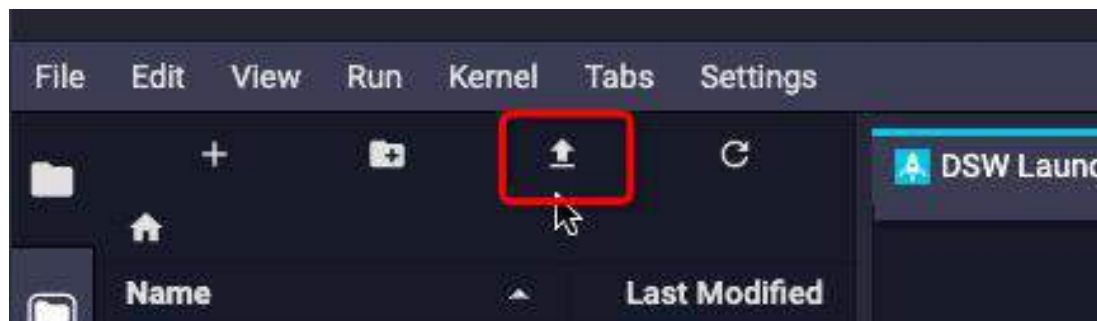 File Edit View Run Kernel Tabs Settings
DSW Launc
Name Last Modified